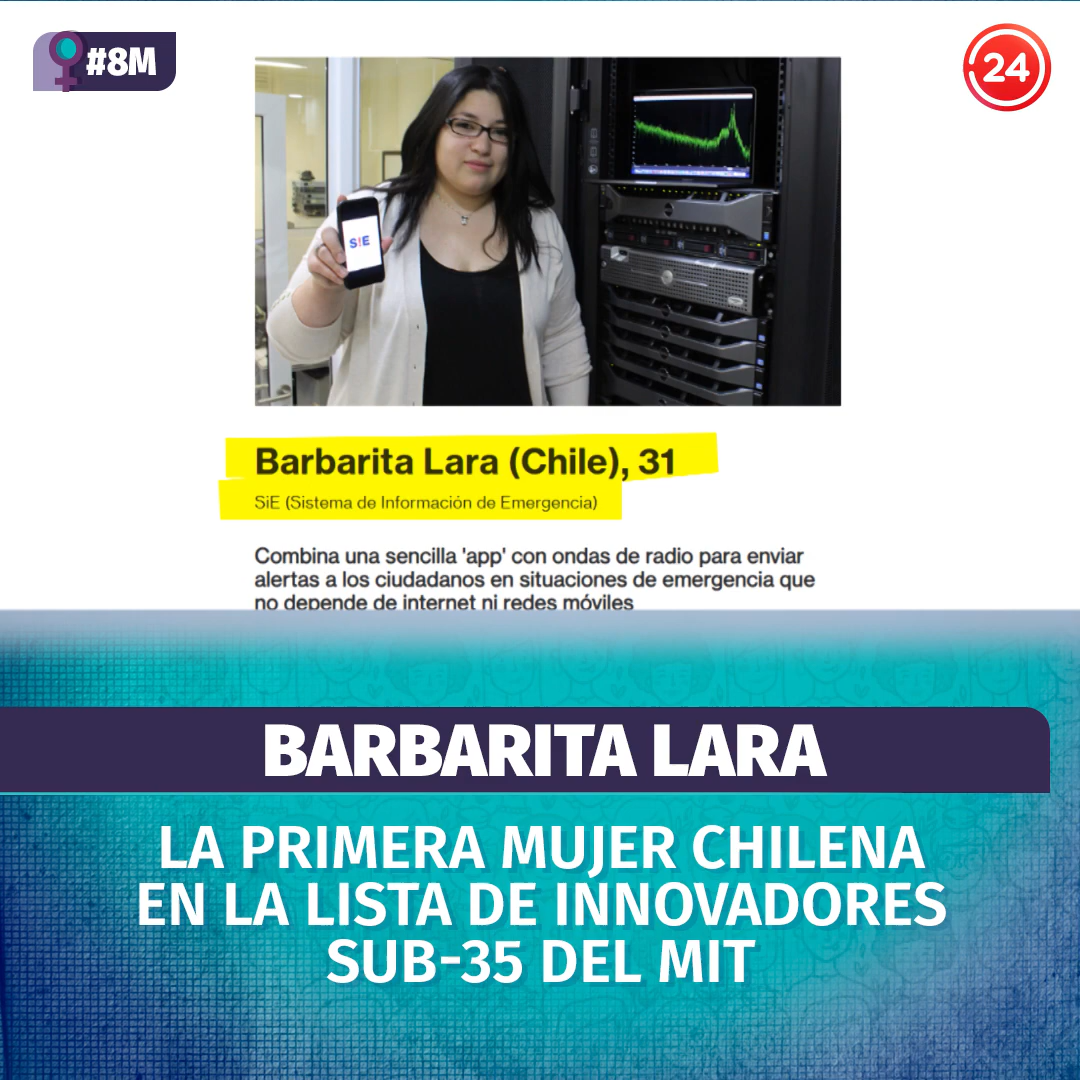 #8M
24
SiE
Barbarita Lara (Chile), 31
SiE (Sistema de Información de Emergencia)
Combina una sencilla 'app' con ondas de radio para enviar
alertas a los ciudadanos en situaciones de emergencia que
no depende de internet ni redes móviles
BARBARITA LARA
LA PRIMERA MUJER CHILENA
EN LA LISTA DE INNOVADORES
SUB-35 DEL MIT